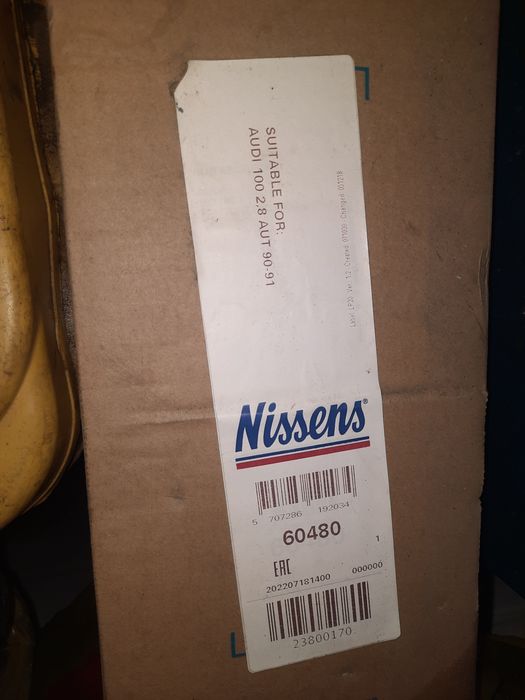 SUITABLE FOR:
AUDI 100 2,8 AUT 90-91
Nissens®
5 707286 192034
60480
1
EAC
202207181400 000000
23800170